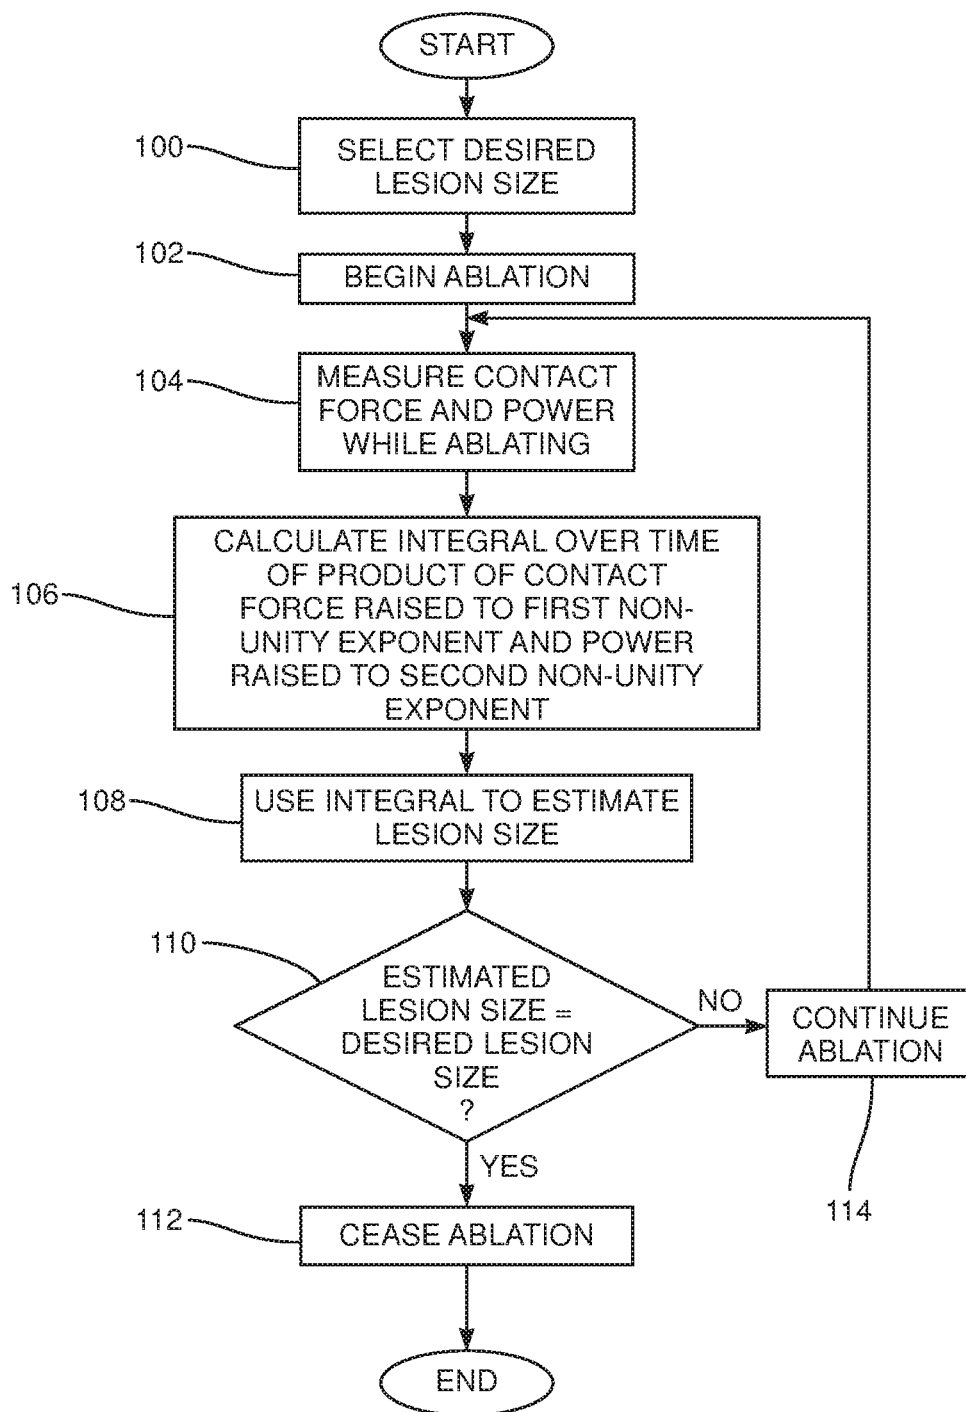 START
100
SELECT DESIRED
LESION SIZE
102
BEGIN ABLATION
104
MEASURE CONTACT
FORCE AND POWER
WHILE ABLATING
106
CALCULATE INTEGRAL OVER TIME
OF PRODUCT OF CONTACT
FORCE RAISED TO FIRST NON-
UNITY EXPONENT AND POWER
RAISED TO SECOND NON-UNITY
EXPONENT
108
USE INTEGRAL TO ESTIMATE
LESION SIZE
110
ESTIMATED
LESION SIZE =
DESIRED LESION
SIZE
?
NO
CONTINUE
ABLATION
114
YES
112
CEASE ABLATION
END